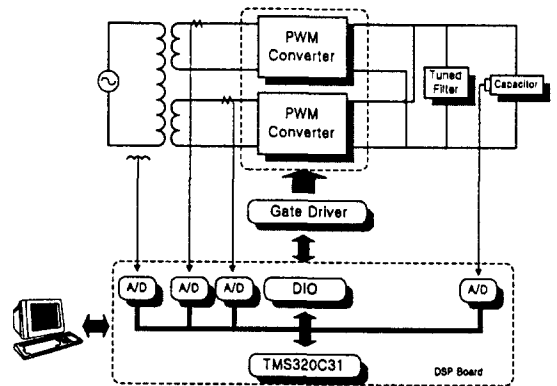 PWM
Converter
PWM
Converter
Tuned
Filter
Capacitor
Gate Driver
A/D
A/D
A/D
DIO
A/D
TMS320C31
DSP Board